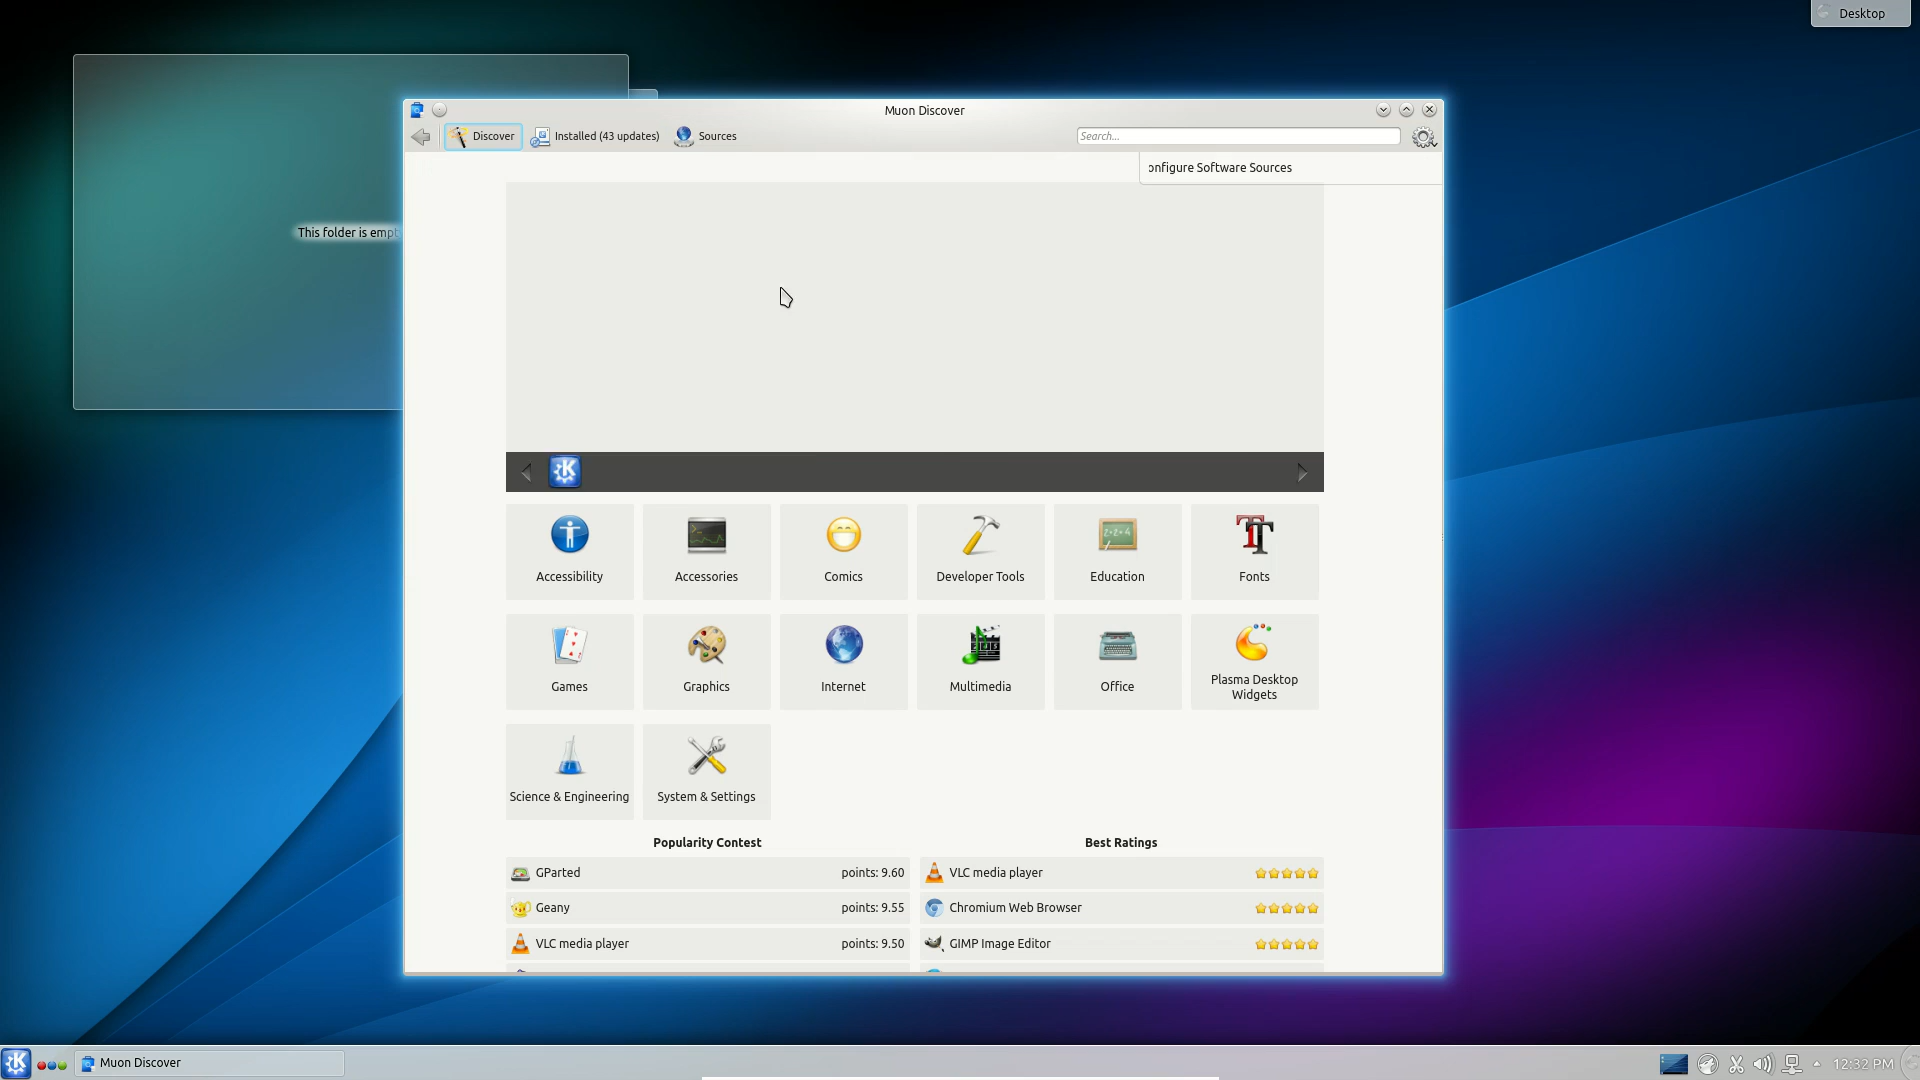 Desktop
This folder is empt
Muon Discover
Discover
Installed (43 updates)
Sources
Search...
onfigure Software Sources
Accessibility
Accessories
Comics
Developer Tools
Education
Fonts
Games
Graphics
Internet
Multimedia
Office
Plasma Desktop
Widgets
Science & Engineering
System & Settings
Popularity Contest
GParted points: 9.60
Geany points: 9.55
VLC media player points: 9.50
Best Ratings
VLC media player
Chromium Web Browser
GIMP Image Editor
Muon Discover
12:32 PM